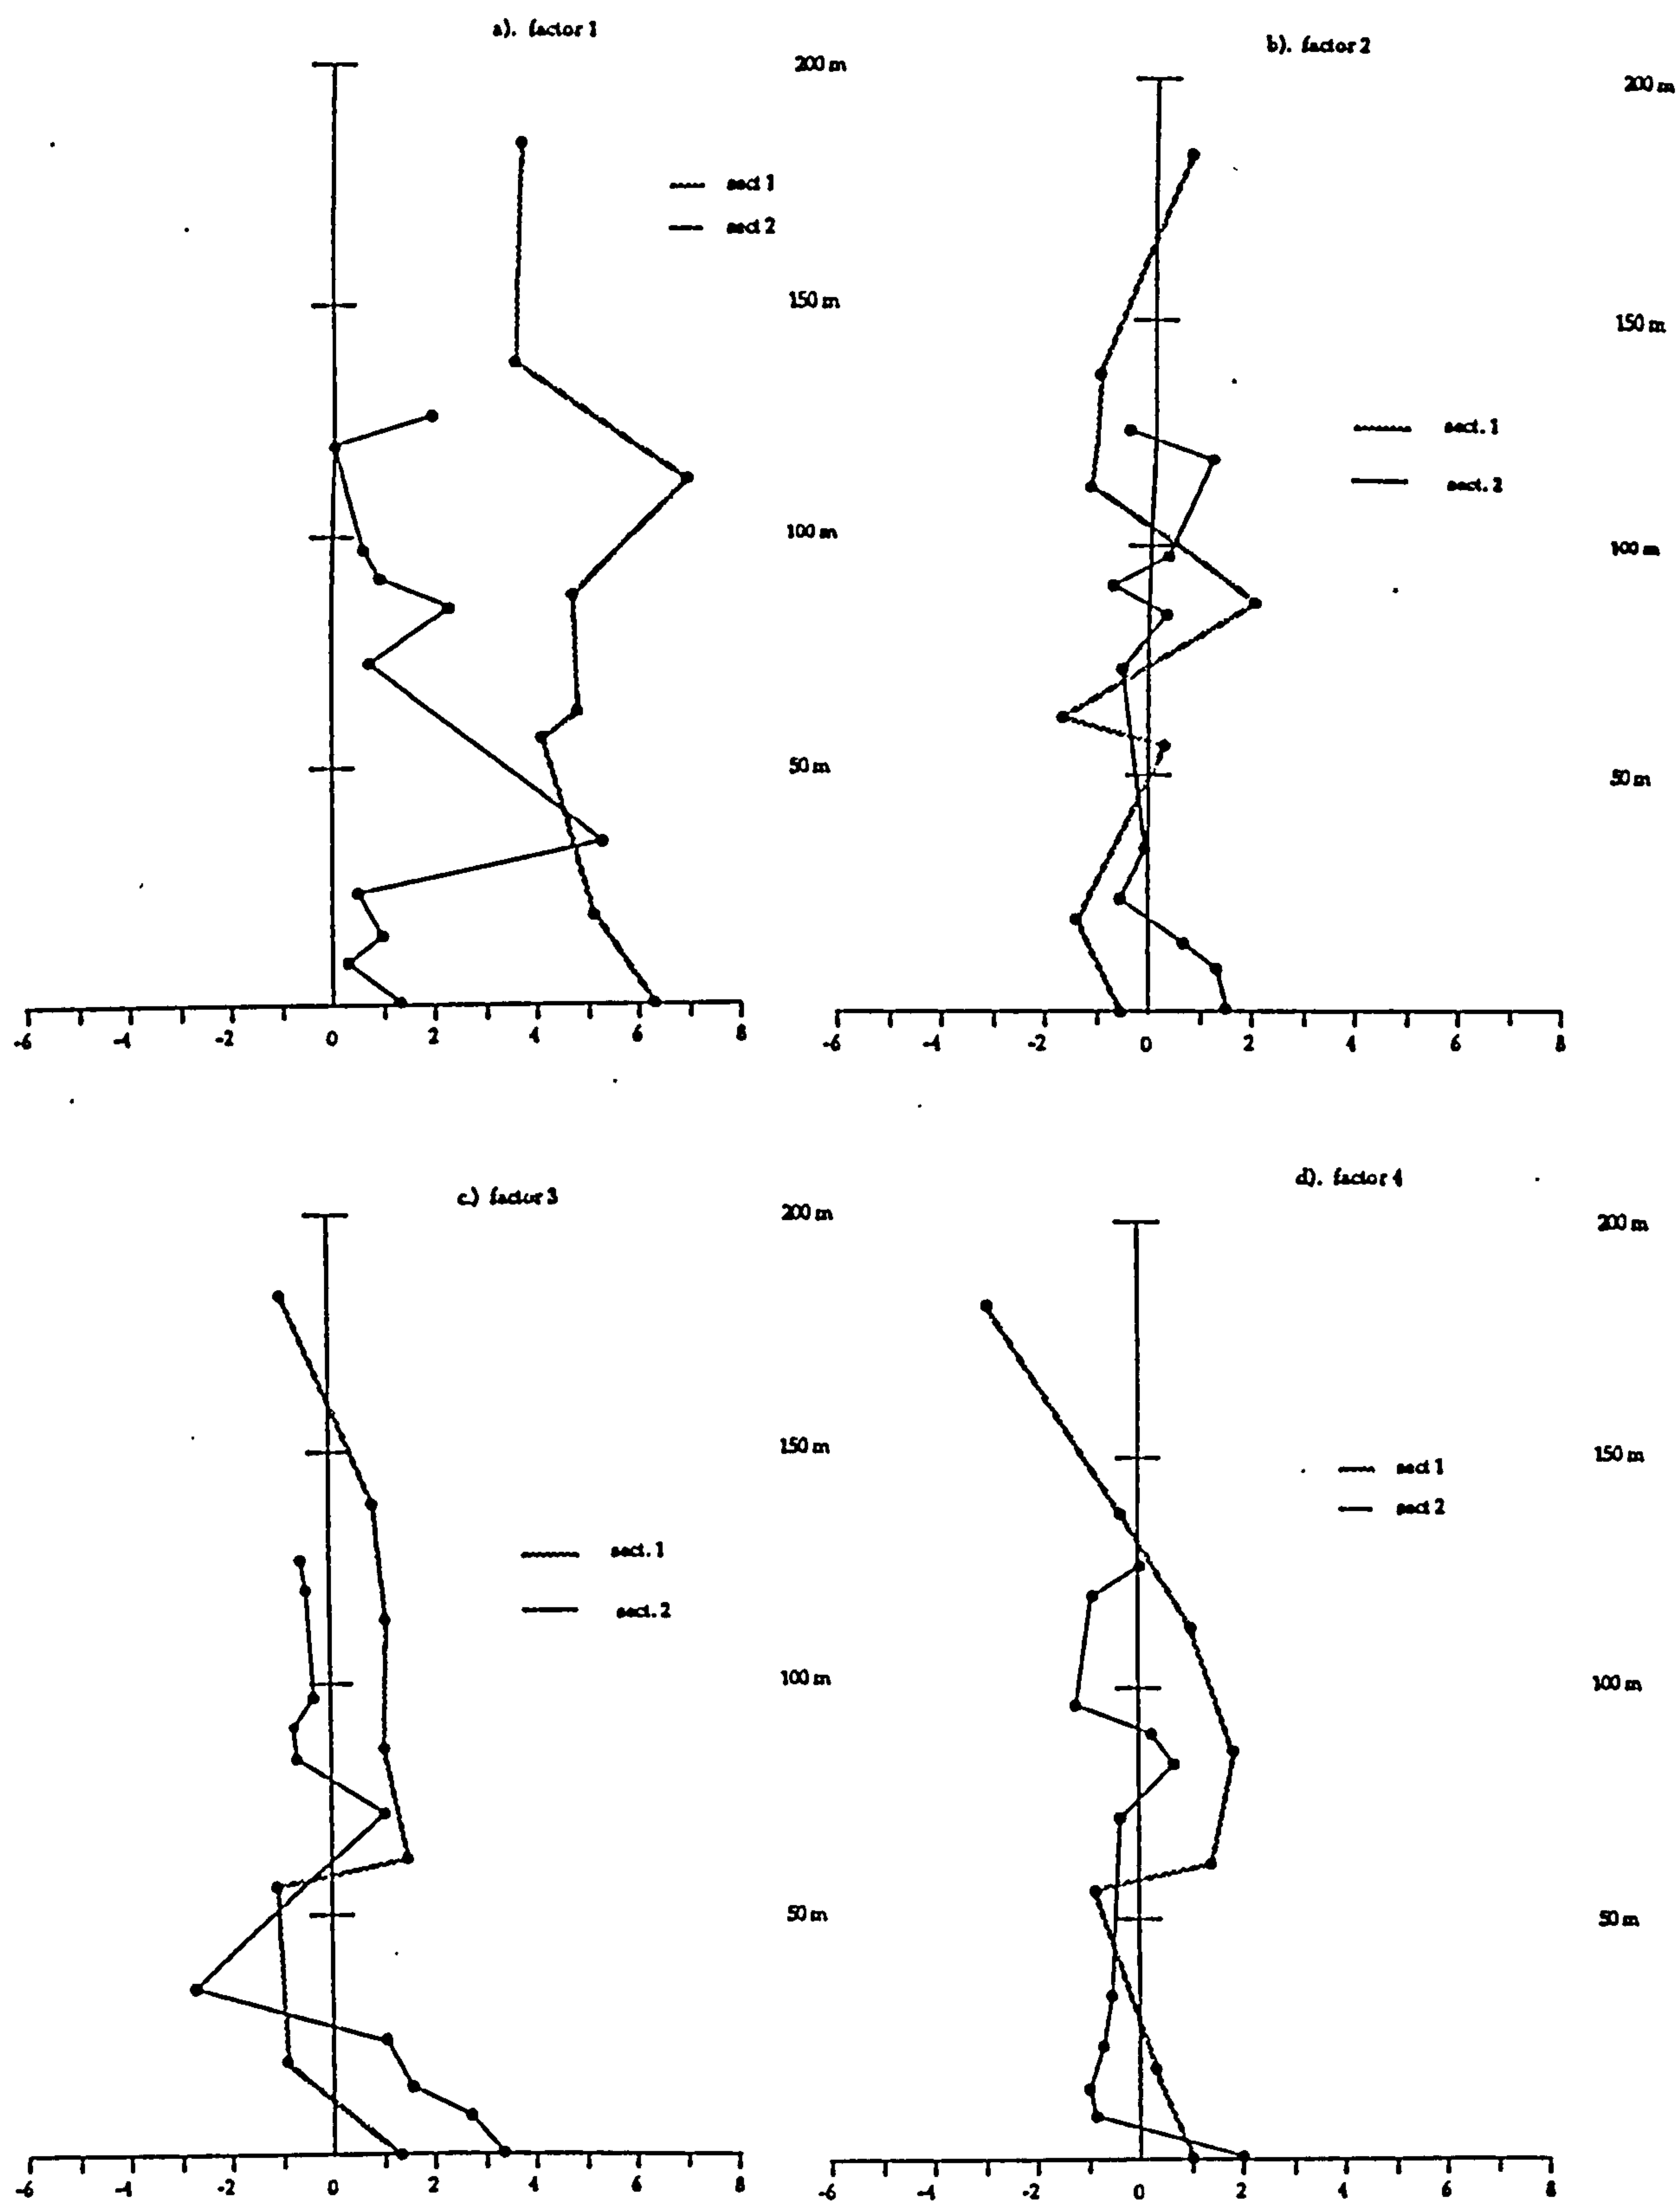 a). factor 1
200 m
sect 1
sect 2
150 m
100 m
50 m
-6 -4 -2 0 2 4 6 8
b). factor 2
200 m
150 m
sect. 1
sect. 2
100 m
50 m
-6 -4 -2 0 2 4 6 8
c.) factor 3
200 m
150 m
sect. 1
sect. 2
100 m
50 m
-6 -4 -2 0 2 4 6 8
d). factor 4
200 m
150 m
sect 1
sect 2
100 m
50 m
-6 -4 -2 0 2 4 6 8